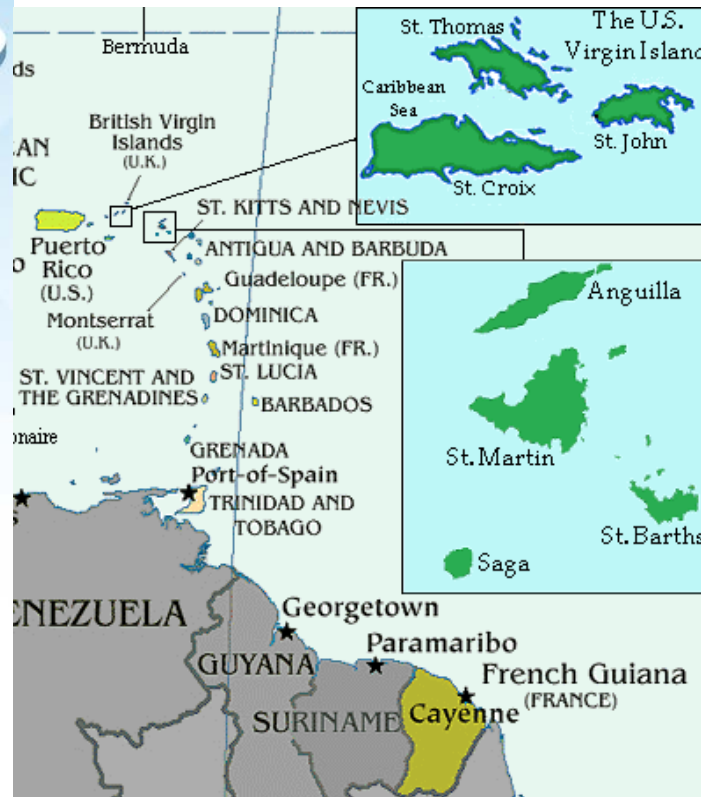 Bermuda
St. Thomas
The U.S.
Virgin Island
Caribbean
Sea
St. John
St. Croix
ds
AN
IC
British Virgin
Islands
(U.K.)
ST. KITTS AND NEVIS
Puerto
Rico
(U.S.)
O
ANTIGUA AND BARBUDA
Guadeloupe (FR.)
Montserrat
(U.K.)
DOMINICA
Martinique (FR.)
ST. LUCIA
ST. VINCENT AND
THE GRENADINES
BARBADOS
onaire
GRENADA
Port-of-Spain
TRINIDAD AND
TOBAGO
s
Anguilla
St. Martin
St. Barths
Saga
ENEZUELA
Georgetown
GUYANA
Paramaribo
SURINAME
French Guiana
(FRANCE)
Cayenne